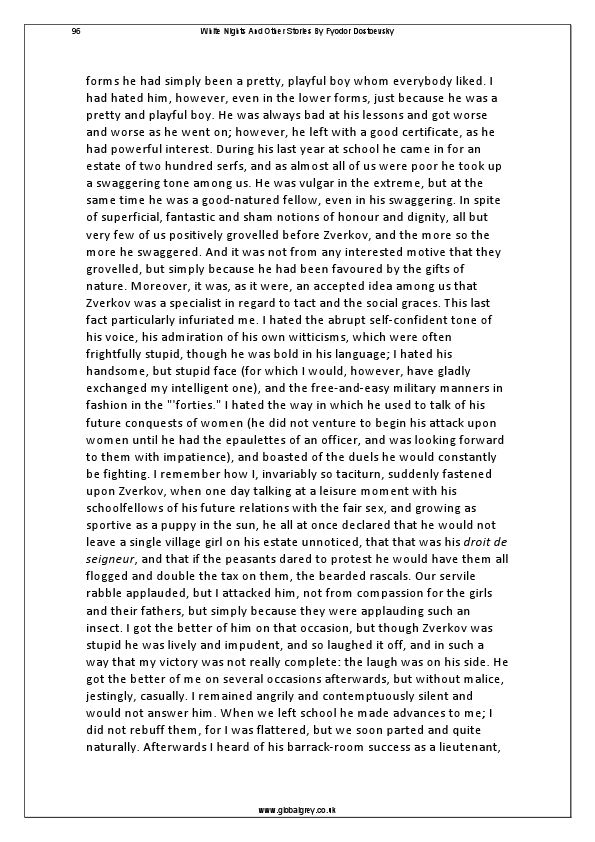 96 White Nights And Other Stories By Fyodor Dostoevsky
forms he had simply been a pretty, playful boy whom everybody liked. I
had hated him, however, even in the lower forms, just because he was a
pretty and playful boy. He was always bad at his lessons and got worse
and worse as he went on; however, he left with a good certificate, as he
had powerful interest. During his last year at school he came in for an
estate of two hundred serfs, and as almost all of us were poor he took up
a swaggering tone among us. He was vulgar in the extreme, but at the
same time he was a good-natured fellow, even in his swaggering. In spite
of superficial, fantastic and sham notions of honour and dignity, all but
very few of us positively grovelled before Zverkov, and the more so the
more he swaggered. And it was not from any interested motive that they
grovelled, but simply because he had been favoured by the gifts of
nature. Moreover, it was, as it were, an accepted idea among us that
Zverkov was a specialist in regard to tact and the social graces. This last
fact particularly infuriated me. I hated the abrupt self-confident tone of
his voice, his admiration of his own witticisms, which were often
frightfully stupid, though he was bold in his language; I hated his
handsome, but stupid face (for which I would, however, have gladly
exchanged my intelligent one), and the free-and-easy military manners in
fashion in the "'forties." I hated the way in which he used to talk of his
future conquests of women (he did not venture to begin his attack upon
women until he had the epaulettes of an officer, and was looking forward
to them with impatience), and boasted of the duels he would constantly
be fighting. I remember how I, invariably so taciturn, suddenly fastened
upon Zverkov, when one day talking at a leisure moment with his
schoolfellows of his future relations with the fair sex, and growing as
sportive as a puppy in the sun, he all at once declared that he would not
leave a single village girl on his estate unnoticed, that that was his droit de
seigneur, and that if the peasants dared to protest he would have them all
flogged and double the tax on them, the bearded rascals. Our servile
rabble applauded, but I attacked him, not from compassion for the girls
and their fathers, but simply because they were applauding such an
insect. I got the better of him on that occasion, but though Zverkov was
stupid he was lively and impudent, and so laughed it off, and in such a
way that my victory was not really complete: the laugh was on his side. He
got the better of me on several occasions afterwards, but without malice,
jestingly, casually. I remained angrily and contemptuously silent and
would not answer him. When we left school he made advances to me; I
did not rebuff them, for I was flattered, but we soon parted and quite
naturally. Afterwards I heard of his barrack-room success as a lieutenant,
www.globalgrey.co.uk